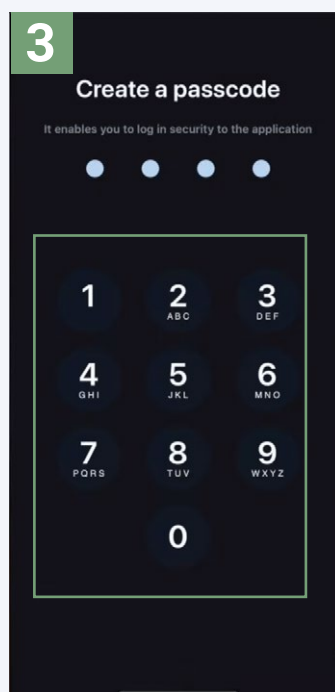 3
Create a passcode
It enables you to log in security to the application
1 2 3
ABC DEF
4 5 6
GHI JKL MNO
7 8 9
PQRS TUV WXYZ
0